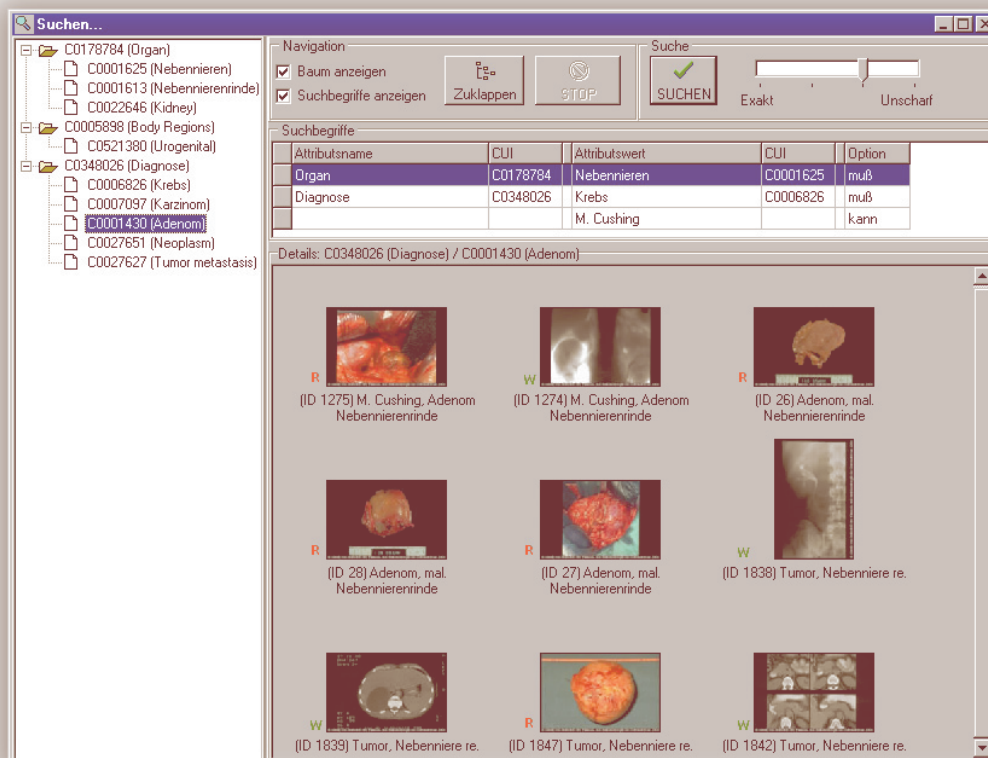 Suchen...
C0178784 (Organ)
C0001625 (Nebennieren)
C0001613 (Nebennierenrinde)
C0022646 (Kidney)
C0005898 (Body Regions)
C0521380 (Urogenital)
C0348026 (Diagnose)
C0006826 (Krebs)
C0007097 (Karzinom)
C0001430 (Adenom)
C0027651 (Neoplasm)
C0027627 (Tumor metastasis)
Navigation
Baum anzeigen
Suchbegriffe anzeigen
Zuklappen
STOP
Suche
SUCHEN
Exakt Unscharf
Suchbegriffe
Attributsname CUI Attributswert CUI Option
Organ C0178784 Nebennieren C0001625 muß
Diagnose C0348026 Krebs C0006826 muß
M. Cushing kann
Details: C0348026 (Diagnose) / C0001430 (Adenom)
R
(ID 1275) M. Cushing, Adenom
Nebennierenrinde
W
(ID 1274) M. Cushing, Adenom
Nebennierenrinde
R
(ID 26) Adenom, mal.
Nebennierenrinde
R
(ID 28) Adenom, mal.
Nebennierenrinde
R
(ID 27) Adenom, mal.
Nebennierenrinde
W
(ID 1838) Tumor, Nebenniere re.
W
(ID 1839) Tumor, Nebenniere re.
R
(ID 1847) Tumor, Nebenniere re.
W
(ID 1842) Tumor, Nebenniere re.